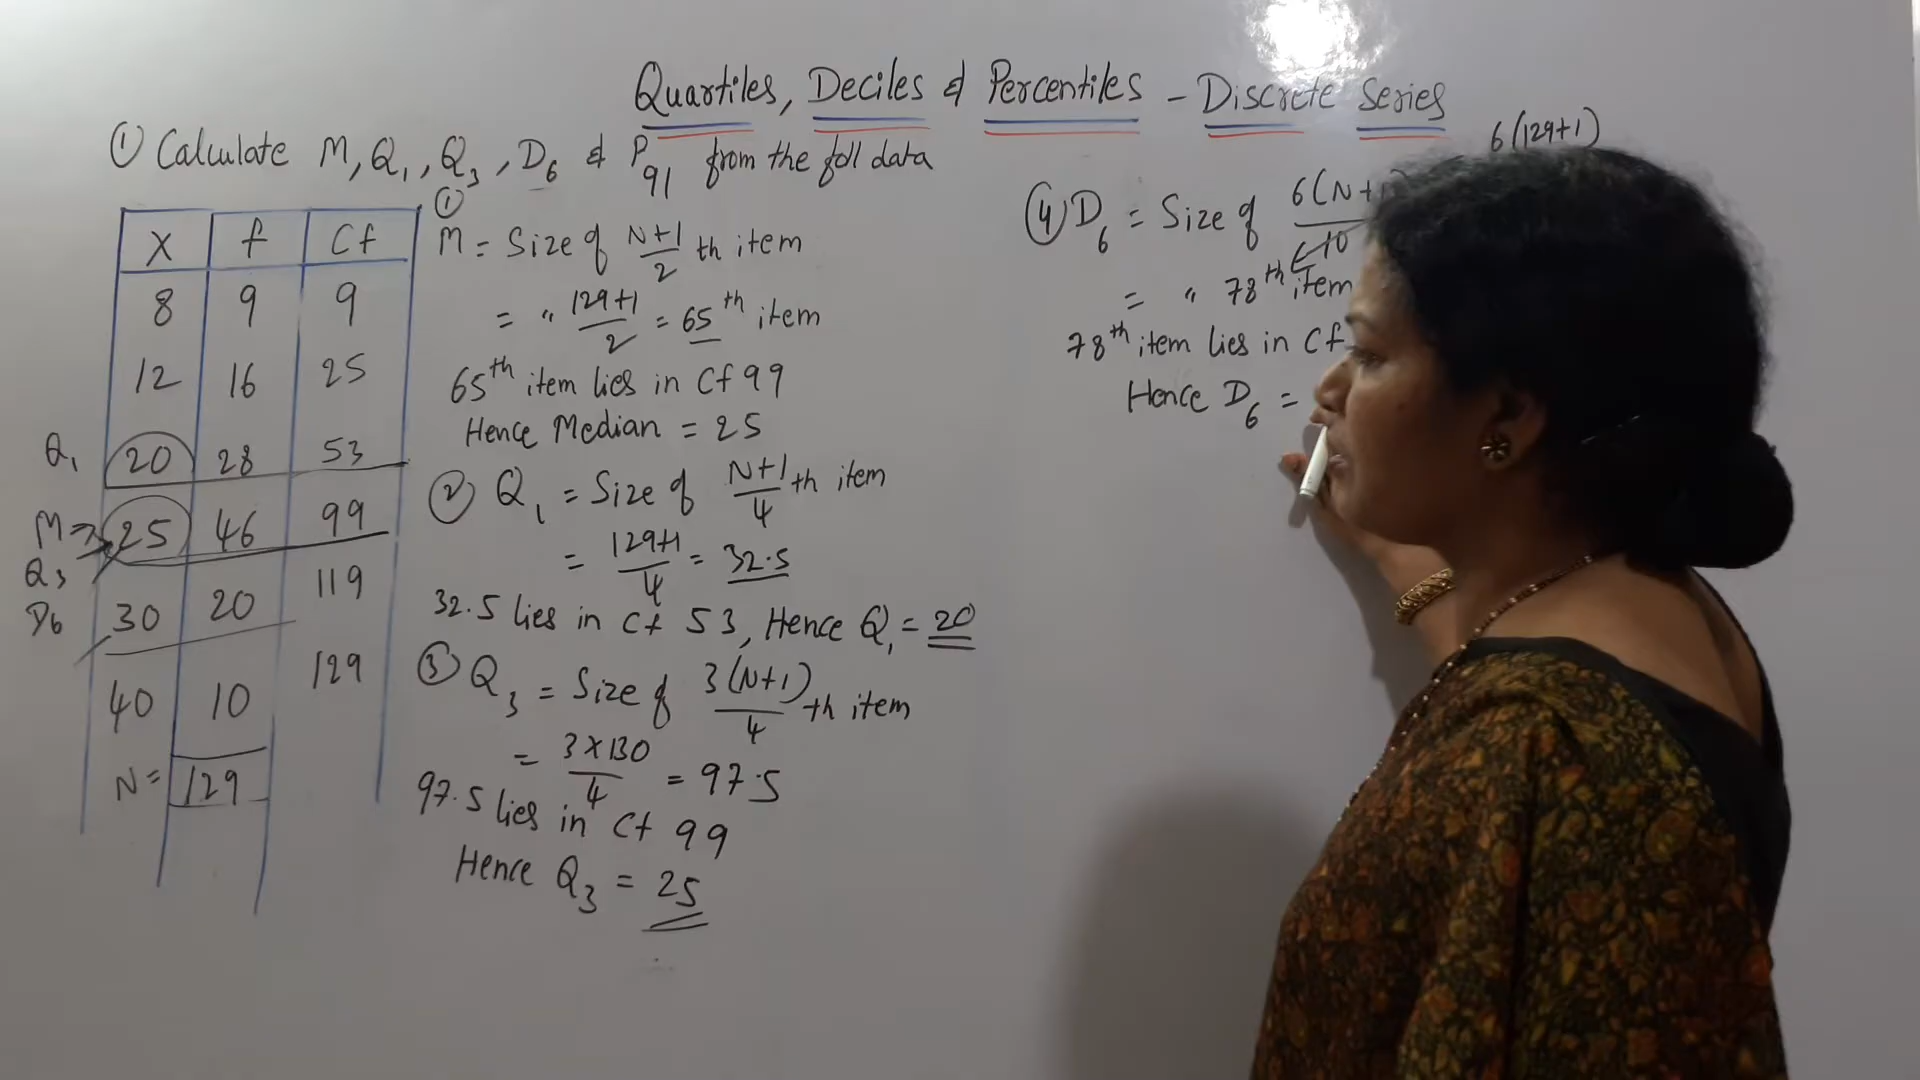 Quartiles, Deciles & Percentiles - Discrete Series
① Calculate M, Q1, Q3, D6 & P91 from the foll data
X f Cf
8 9 9
12 16 25
Q1 20 28 53
M→ 25 46 99
Q3
D6 30 20 119
40 10 129
N= 129
①
M = Size of N+1/2 th item
= " 129+1/2 = 65th item
65th item lies in Cf 99
Hence Median = 25
② Q1 = Size of N+1/4 th item
= 129+1/4 = 32.5
32.5 lies in Cf 53, Hence Q1 = 20
③ Q3 = Size of 3(N+1)/4 th item
= 3 x 130/4 = 97.5
97.5 lies in Cf 99
Hence Q3 = 25
6(129+1)
④ D6 = Size of 6(N+1/10
= " 78th item
78th item lies in Cf
Hence D6 =